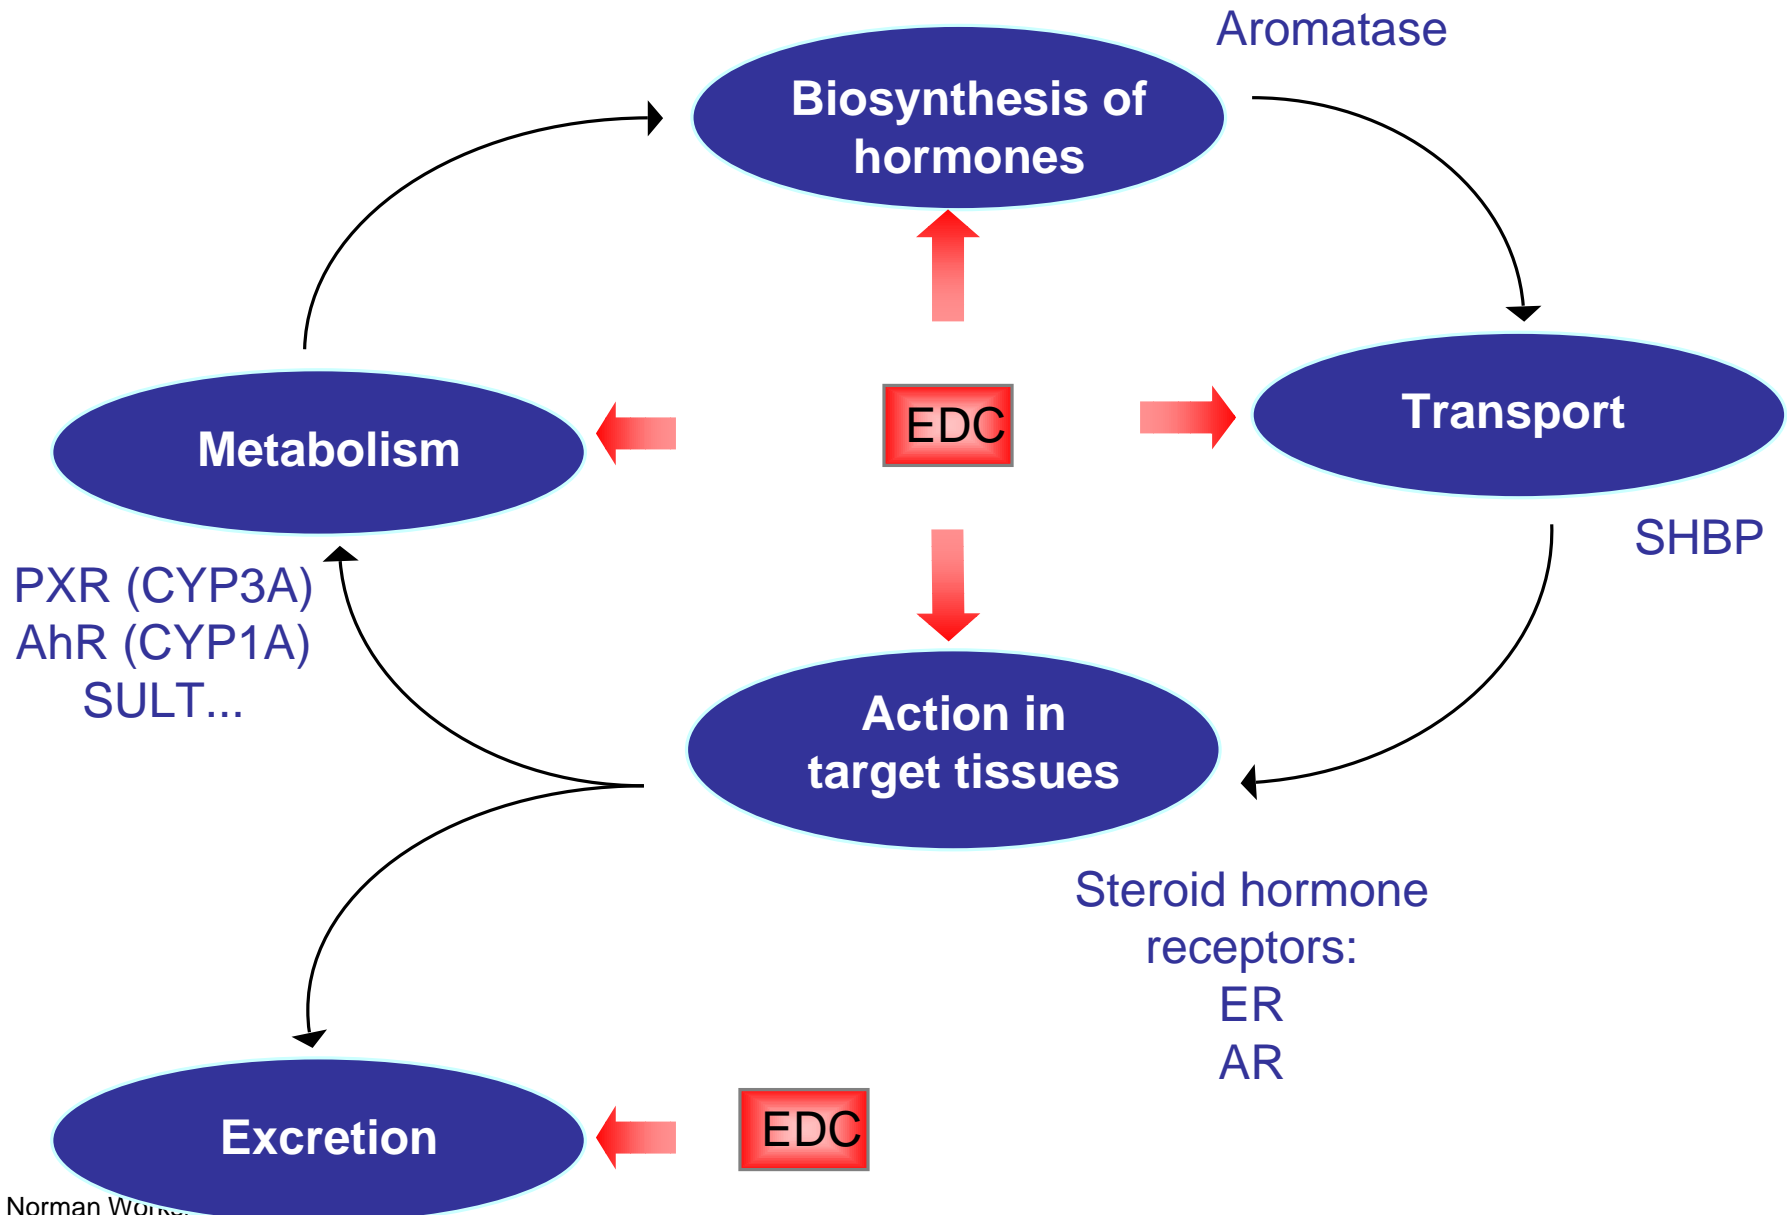 Aromatase
Biosynthesis of
hormones
EDC
Transport
Metabolism
SHBP
PXR (CYP3A)
AhR (CYP1A)
SULT...
Action in
target tissues
Steroid hormone
receptors:
ER
AR
EDC
Excretion
Norman